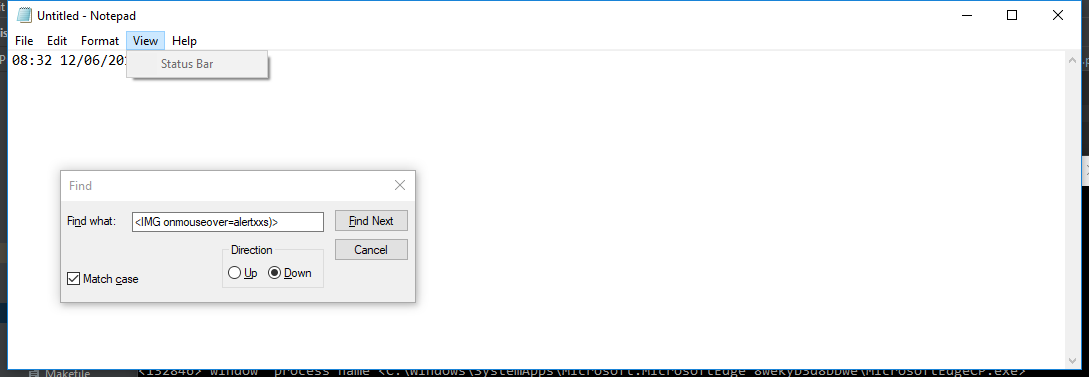 Untitled - Notepad
File Edit Format View Help
08:32 12/06/20
Status Bar
Find
Find what:
<IMG onmouseover=alertxxs)>
Find Next
Cancel
Direction
Up Down
Match case
Makefile
<132846> window process name <C:\Windows\SystemApps\Microsoft.MicrosoftEdge_8wekyb3d8bbwe\MicrosoftEdgeCP.exe>